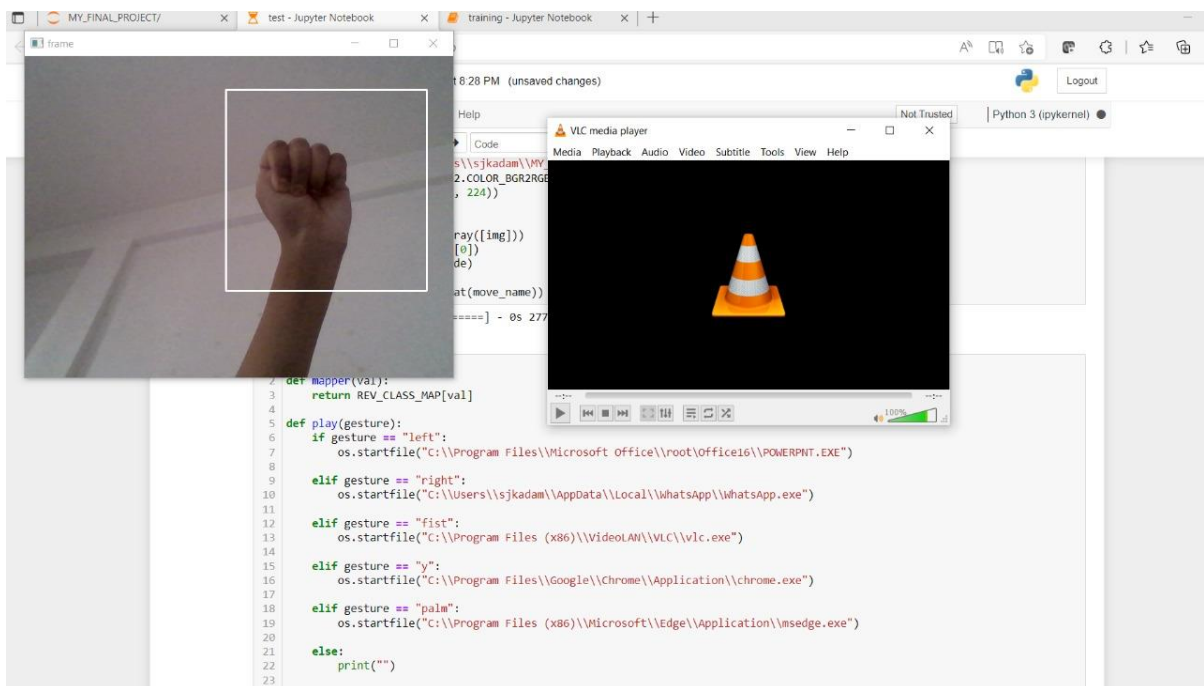 MY_FINAL_PROJECT/
test - Jupyter Notebook
training - Jupyter Notebook
frame
t 8:28 PM (unsaved changes)
Logout
Help
Not Trusted
Python 3 (ipykernel)
Code
VLC media player
Media Playback Audio Video Subtitle Tools View Help
s\\sjkadam\\MY_
2.COLOR_BGR2RGB
, 224))
ray([img]))
[0])
de)
at(move_name))
=====] - 0s 277
--:--
--:--
100%
2 def mapper(val):
3 return REV_CLASS_MAP[val]
4
5 def play(gesture):
6 if gesture == "left":
7 os.startfile("C:\\Program Files\\Microsoft Office\\root\Office16\\POWERPNT.EXE")
8
9 elif gesture == "right":
10 os.startfile("C:\\Users\\sjkadam\\AppData\\Local\\WhatsApp\\WhatsApp.exe")
11
12 elif gesture == "fist":
13 os.startfile("C:\\Program Files (x86)\\VideoLAN\\VLC\\vlc.exe")
14
15 elif gesture == "y":
16 os.startfile("C:\\Program Files\\Google\\Chrome\\Application\\chrome.exe")
17
18 elif gesture == "palm":
19 os.startfile("C:\\Program Files (x86)\\Microsoft\\Edge\\Application\\msedge.exe")
20
21 else:
22 print("")
23